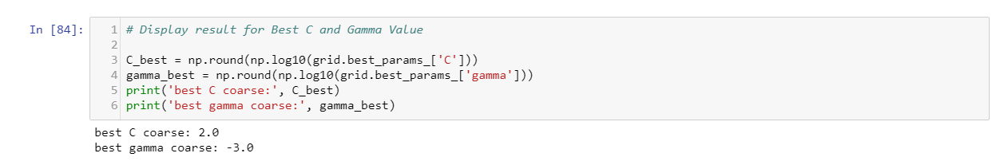 In [84]:
1 # Display result for Best C and Gamma Value
2
3 C_best = np.round(np.log10(grid.best_params_['C']))
4 gamma_best = np.round(np.log10(grid.best_params_['gamma']))
5 print('best C coarse:', C_best)
6 print('best gamma coarse:', gamma_best)
best C coarse: 2.0
best gamma coarse: -3.0